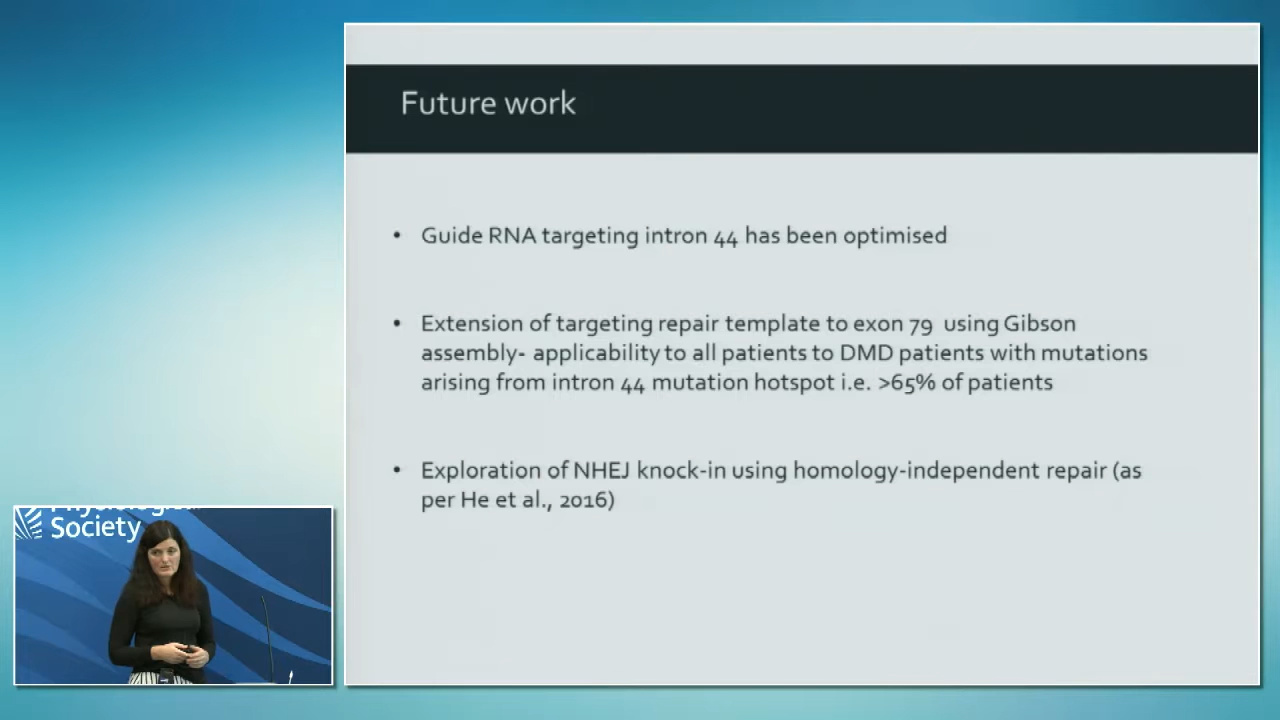 Future work
• Guide RNA targeting intron 44 has been optimised
• Extension of targeting repair template to exon 79 using Gibson
assembly- applicability to all patients to DMD patients with mutations
arising from intron 44 mutation hotspot i.e. >65% of patients
• Exploration of NHEJ knock-in using homology-independent repair (as
per He et al., 2016)
Physiological
Society